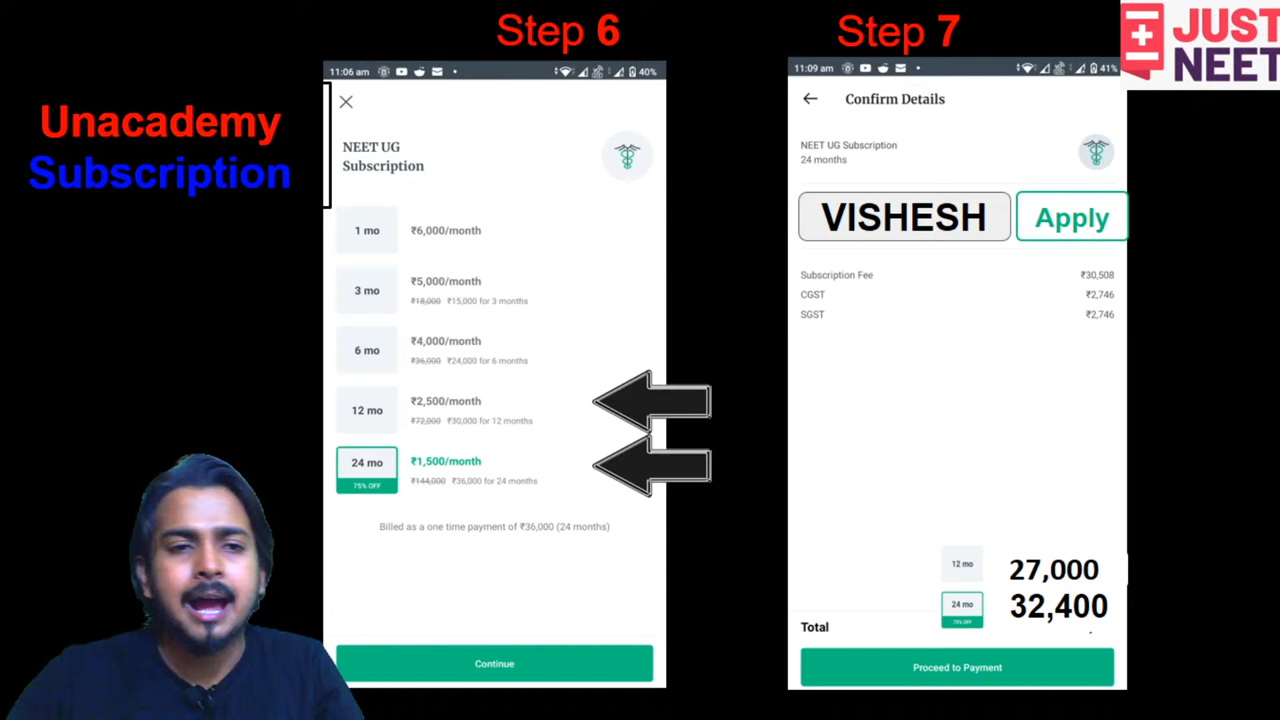 Step 6
Step 7
JUST
NEET
Unacademy
Subscription
11:06 am
40%
NEET UG
Subscription
1 mo
₹6,000/month
3 mo
₹5,000/month
₹18,000 ₹15,000 for 3 months
6 mo
₹4,000/month
₹36,000 ₹24,000 for 6 months
12 mo
₹2,500/month
₹72,000 ₹30,000 for 12 months
24 mo
75% OFF
₹1,500/month
₹144,000 ₹36,000 for 24 months
Billed as a one time payment of ₹36,000 (24 months)
Continue
11:09 am
41%
Confirm Details
NEET UG Subscription
24 months
VISHESH
Apply
Subscription Fee ₹30,508
CGST ₹2,746
SGST ₹2,746
12 mo 27,000
24 mo 32,400
75% OFF
Total
Proceed to Payment